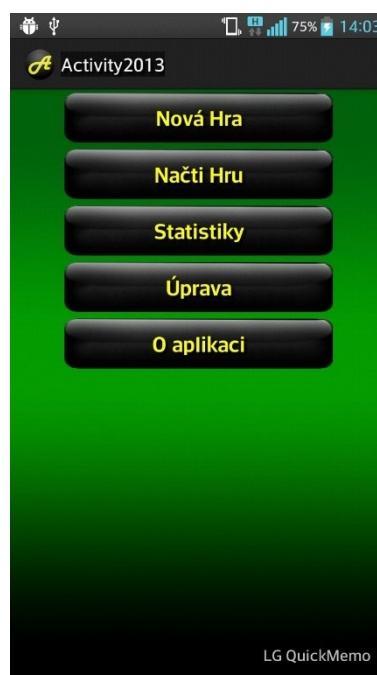 75% 14:03
Activity2013
Nová Hra
Načti Hru
Statistiky
Úprava
O aplikaci
LG QuickMemo